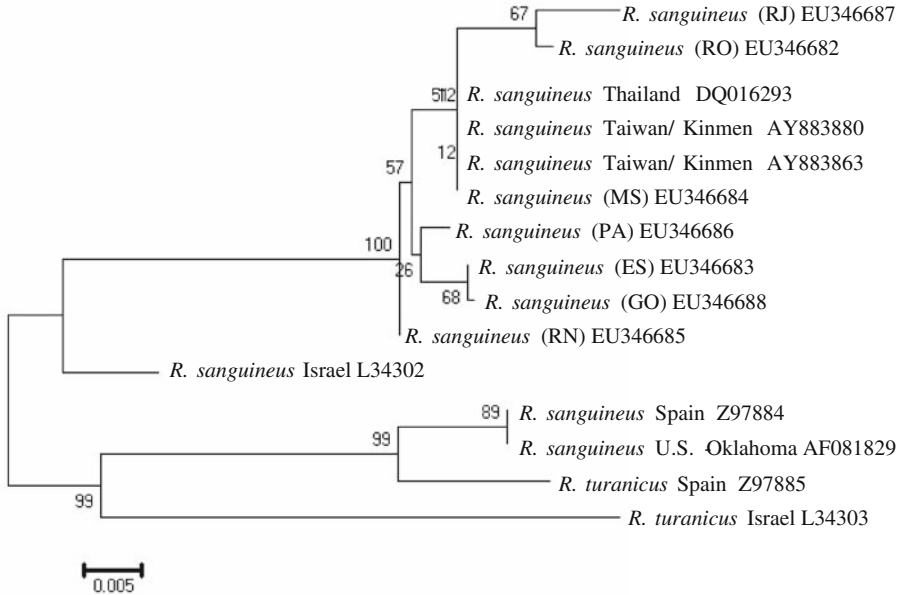 67
R. sanguineus (RJ) EU346687
R. sanguineus (RO) EU346682
12
R. sanguineus Thailand DQ016293
R. sanguineus Taiwan/ Kinmen AY883880
12
R. sanguineus Taiwan/ Kinmen AY883863
57
R. sanguineus (MS) EU346684
R. sanguineus (PA) EU346686
100
26
R. sanguineus (ES) EU346683
68
R. sanguineus (GO) EU346688
R. sanguineus (RN) EU346685
R. sanguineus Israel L34302
89
R. sanguineus Spain Z97884
99
R. sanguineus U.S. -Oklahoma AF081829
R. turanicus Spain Z97885
99
R. turanicus Israel L34303
0.005